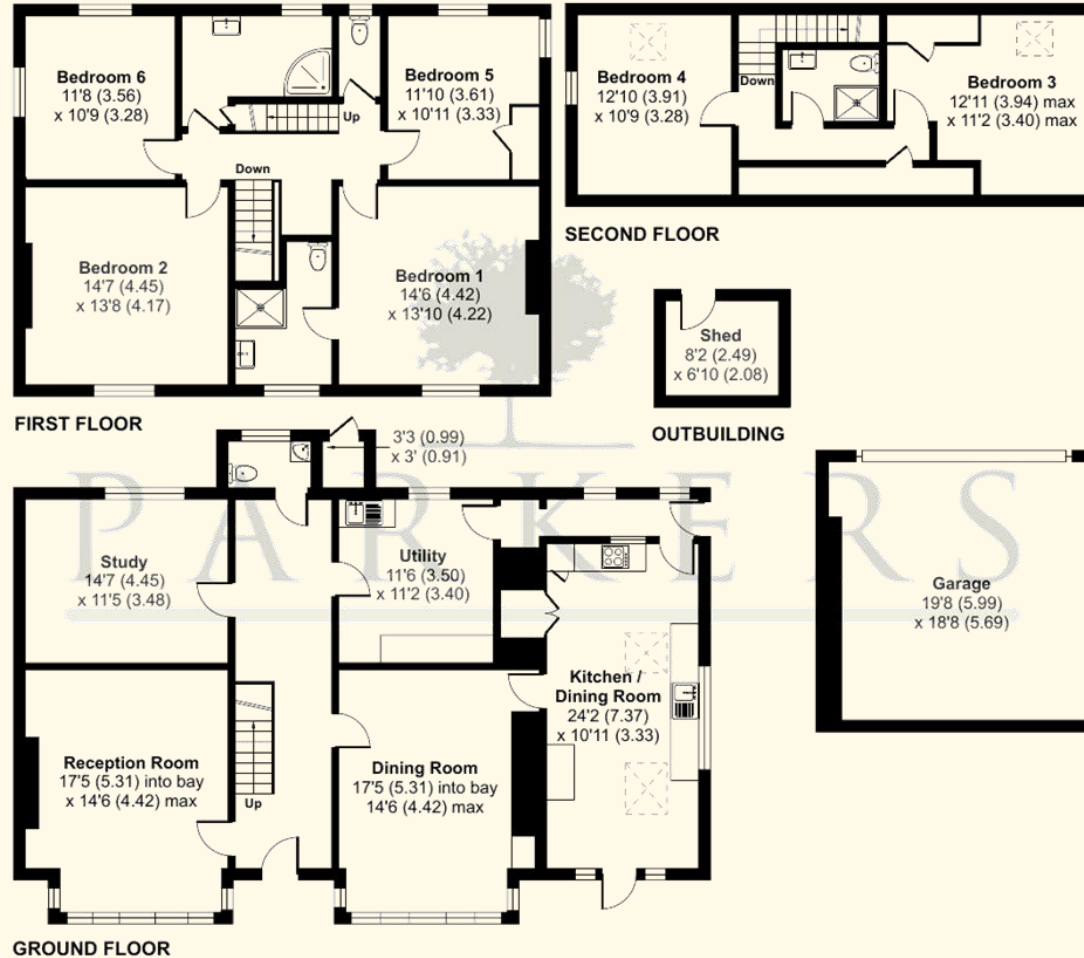 Bedroom 6
11'8 (3.56)
x 10'9 (3.28)
Bedroom 5
11'10 (3.61)
x 10'11 (3.33)
Up
Down
Bedroom 2
14'7 (4.45)
x 13'8 (4.17)
Bedroom 1
14'6 (4.42)
x 13'10 (4.22)
FIRST FLOOR
Bedroom 4
12'10 (3.91)
x 10'9 (3.28)
Down
Bedroom 3
12'11 (3.94) max
x 11'2 (3.40) max
SECOND FLOOR
Shed
8'2 (2.49)
x 6'10 (2.08)
OUTBUILDING
3'3 (0.99)
x 3' (0.91)
PARKERS
Study
14'7 (4.45)
x 11'5 (3.48)
Utility
11'6 (3.50)
x 11'2 (3.40)
Kitchen /
Dining Room
24'2 (7.37)
x 10'11 (3.33)
Garage
19'8 (5.99)
x 18'8 (5.69)
Reception Room
17'5 (5.31) into bay
x 14'6 (4.42) max
Up
Dining Room
17'5 (5.31) into bay
14'6 (4.42) max
GROUND FLOOR